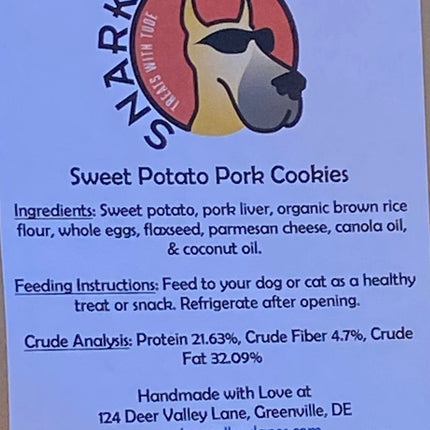 SNARK
TREATS WITH TUDE
Sweet Potato Pork Cookies
Ingredients: Sweet potato, pork liver, organic brown rice
flour, whole eggs, flaxseed, parmesan cheese, canola oil,
& coconut oil.
Feeding Instructions: Feed to your dog or cat as a healthy
treat or snack. Refrigerate after opening.
Crude Analysis: Protein 21.63%, Crude Fiber 4.7%, Crude
Fat 32.09%
Handmade with Love at
124 Deer Valley Lane, Greenville, DE